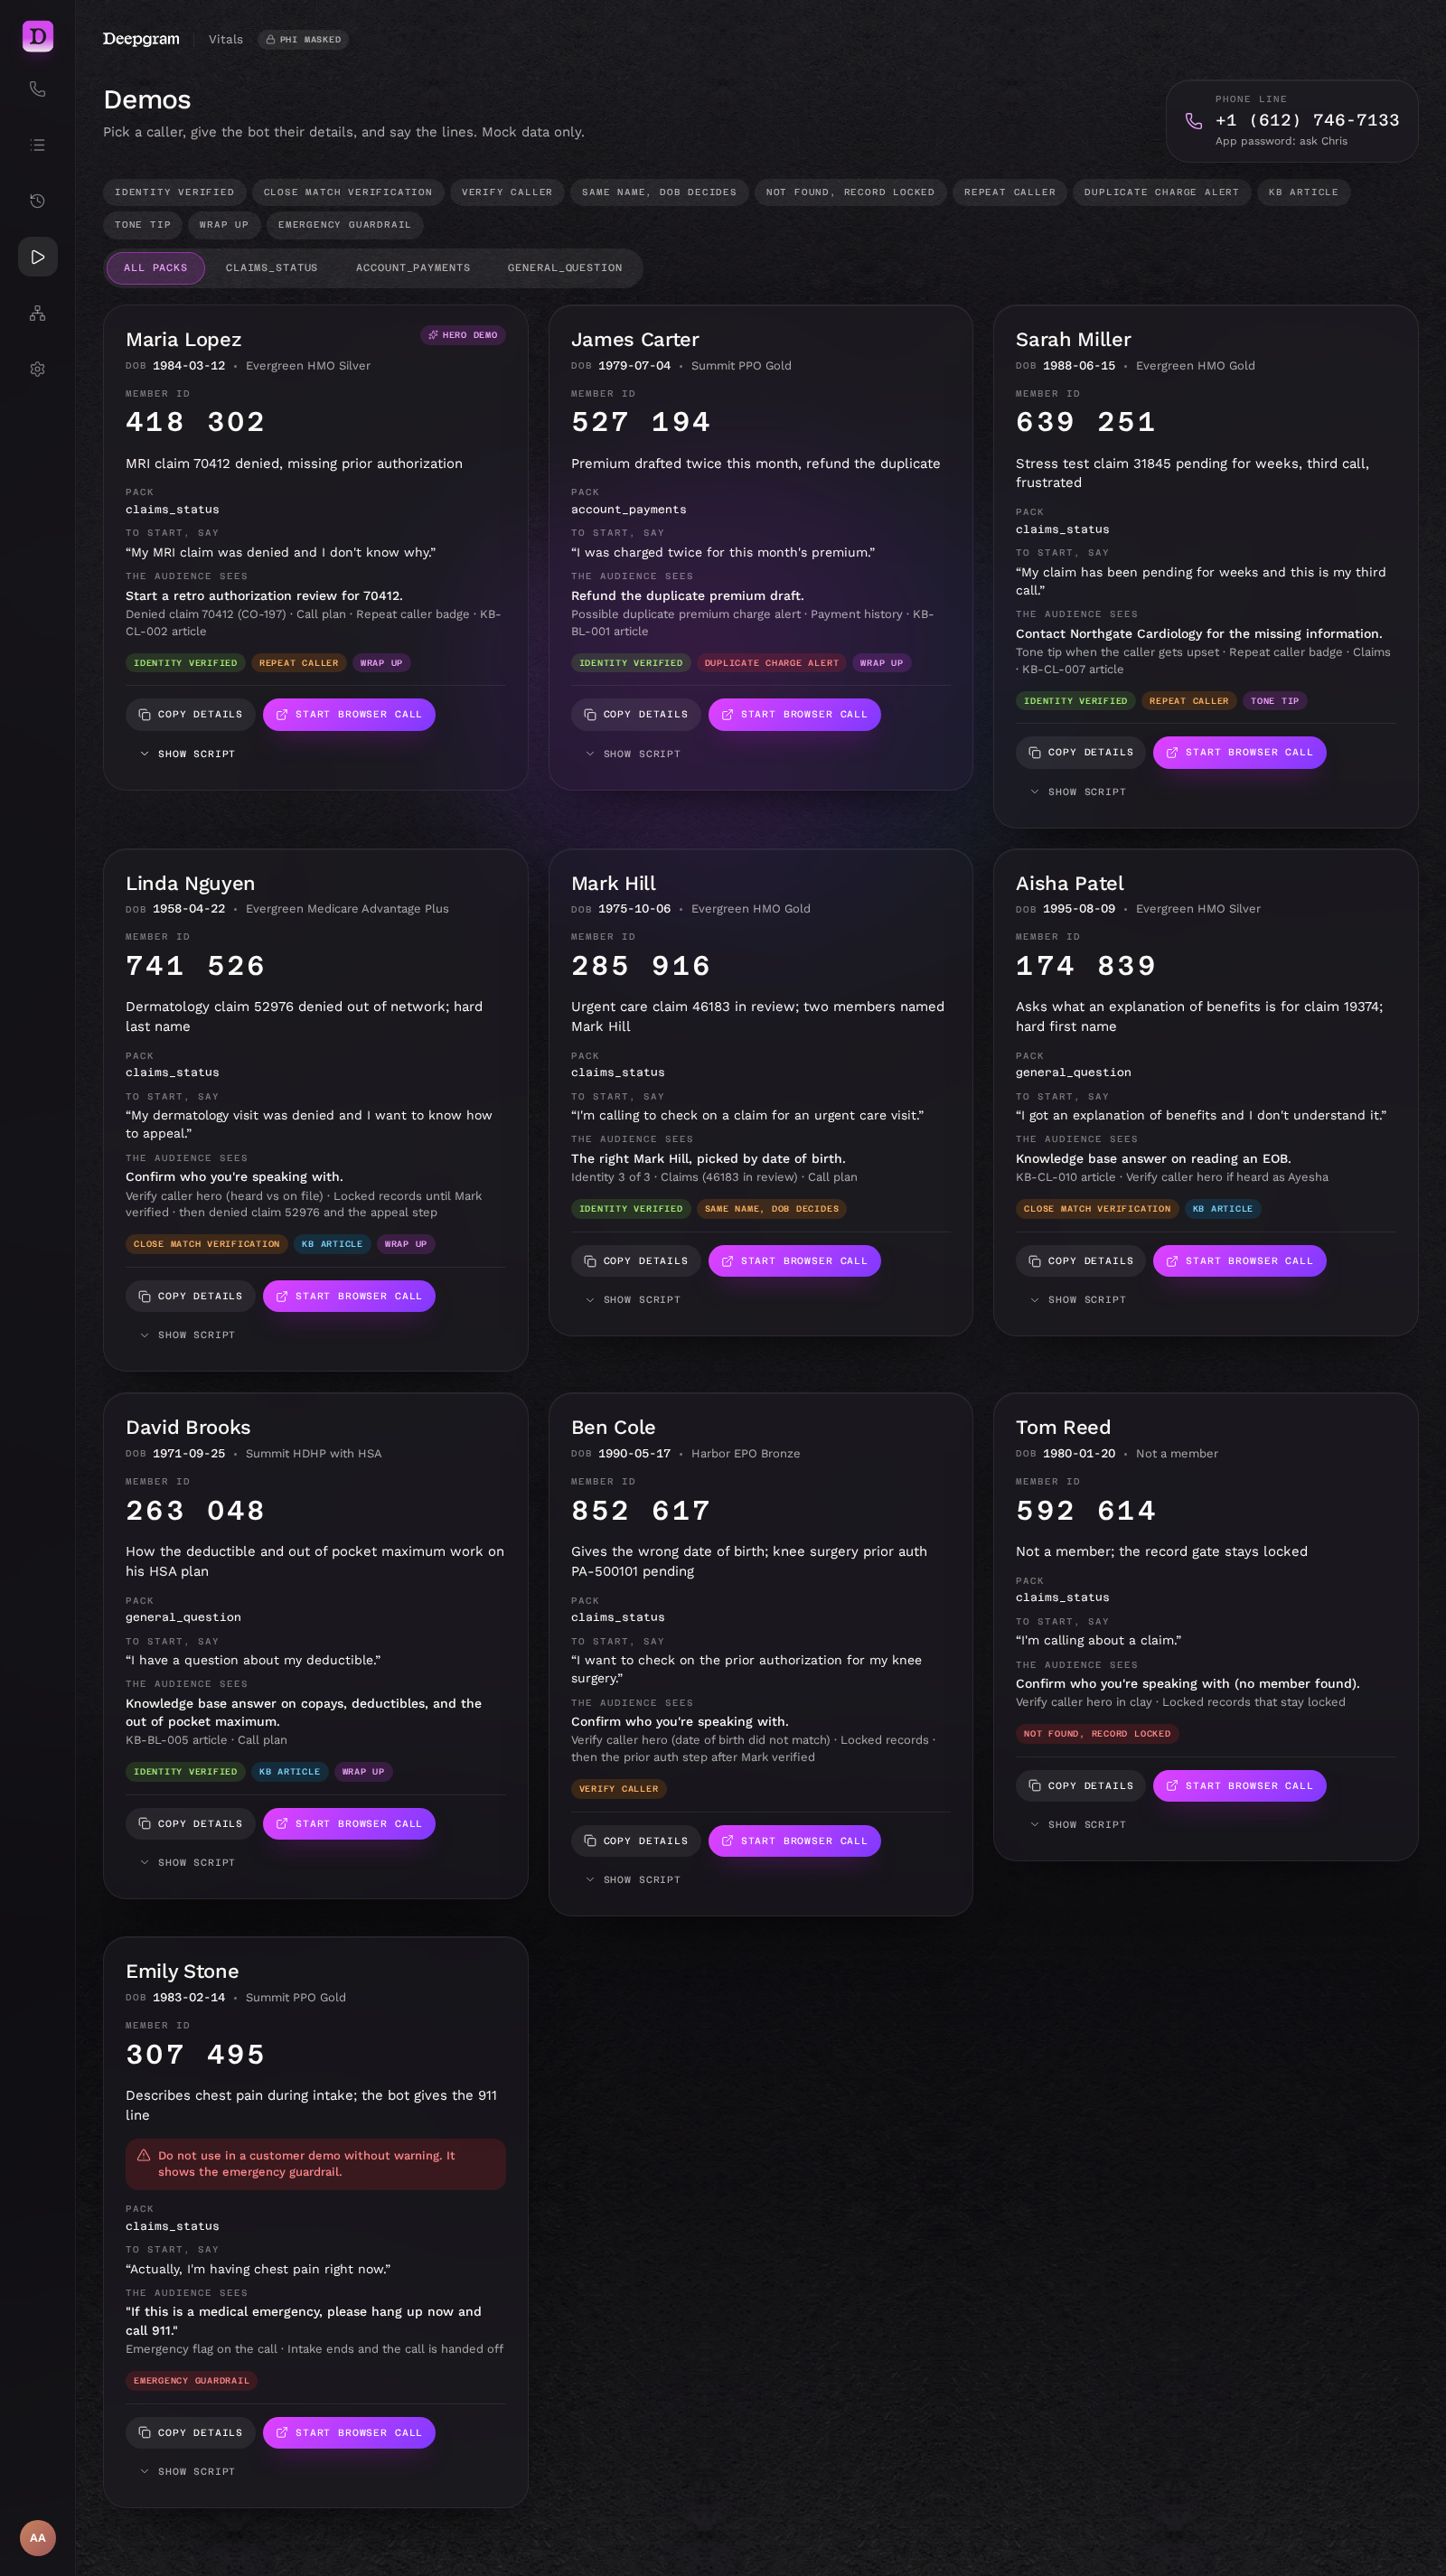 D
Deepgram
Vitals
PHI MASKED
Demos
Pick a caller, give the bot their details, and say the lines. Mock data only.
PHONE LINE
+1 (612) 746-7133
App password: ask Chris
IDENTITY VERIFIED
CLOSE MATCH VERIFICATION
VERIFY CALLER
SAME NAME, DOB DECIDES
NOT FOUND, RECORD LOCKED
REPEAT CALLER
DUPLICATE CHARGE ALERT
KB ARTICLE
TONE TIP
WRAP UP
EMERGENCY GUARDRAIL
ALL PACKS
CLAIMS_STATUS
ACCOUNT_PAYMENTS
GENERAL_QUESTION
Maria Lopez
HERO DEMO
DOB 1984-03-12 • Evergreen HMO Silver
MEMBER ID
418 302
MRI claim 70412 denied, missing prior authorization
PACK
claims_status
TO START, SAY
“My MRI claim was denied and I don't know why.”
THE AUDIENCE SEES
Start a retro authorization review for 70412.
Denied claim 70412 (CO-197) · Call plan · Repeat caller badge · KB-
CL-002 article
IDENTITY VERIFIED
REPEAT CALLER
WRAP UP
COPY DETAILS
START BROWSER CALL
SHOW SCRIPT
James Carter
DOB 1979-07-04 • Summit PPO Gold
MEMBER ID
527 194
Premium drafted twice this month, refund the duplicate
PACK
account_payments
TO START, SAY
“I was charged twice for this month's premium.”
THE AUDIENCE SEES
Refund the duplicate premium draft.
Possible duplicate premium charge alert · Payment history · KB-
BL-001 article
IDENTITY VERIFIED
DUPLICATE CHARGE ALERT
WRAP UP
COPY DETAILS
START BROWSER CALL
SHOW SCRIPT
Sarah Miller
DOB 1988-06-15 • Evergreen HMO Gold
MEMBER ID
639 251
Stress test claim 31845 pending for weeks, third call,
frustrated
PACK
claims_status
TO START, SAY
“My claim has been pending for weeks and this is my third
call.”
THE AUDIENCE SEES
Contact Northgate Cardiology for the missing information.
Tone tip when the caller gets upset · Repeat caller badge · Claims
· KB-CL-007 article
IDENTITY VERIFIED
REPEAT CALLER
TONE TIP
COPY DETAILS
START BROWSER CALL
SHOW SCRIPT
Linda Nguyen
DOB 1958-04-22 • Evergreen Medicare Advantage Plus
MEMBER ID
741 526
Dermatology claim 52976 denied out of network; hard
last name
PACK
claims_status
TO START, SAY
“My dermatology visit was denied and I want to know how
to appeal.”
THE AUDIENCE SEES
Confirm who you're speaking with.
Verify caller hero (heard vs on file) · Locked records until Mark
verified · then denied claim 52976 and the appeal step
CLOSE MATCH VERIFICATION
KB ARTICLE
WRAP UP
COPY DETAILS
START BROWSER CALL
SHOW SCRIPT
Mark Hill
DOB 1975-10-06 • Evergreen HMO Gold
MEMBER ID
285 916
Urgent care claim 46183 in review; two members named
Mark Hill
PACK
claims_status
TO START, SAY
“I'm calling to check on a claim for an urgent care visit.”
THE AUDIENCE SEES
The right Mark Hill, picked by date of birth.
Identity 3 of 3 · Claims (46183 in review) · Call plan
IDENTITY VERIFIED
SAME NAME, DOB DECIDES
COPY DETAILS
START BROWSER CALL
SHOW SCRIPT
Aisha Patel
DOB 1995-08-09 • Evergreen HMO Silver
MEMBER ID
174 839
Asks what an explanation of benefits is for claim 19374;
hard first name
PACK
general_question
TO START, SAY
“I got an explanation of benefits and I don't understand it.”
THE AUDIENCE SEES
Knowledge base answer on reading an EOB.
KB-CL-010 article · Verify caller hero if heard as Ayesha
CLOSE MATCH VERIFICATION
KB ARTICLE
COPY DETAILS
START BROWSER CALL
SHOW SCRIPT
David Brooks
DOB 1971-09-25 • Summit HDHP with HSA
MEMBER ID
263 048
How the deductible and out of pocket maximum work on
his HSA plan
PACK
general_question
TO START, SAY
“I have a question about my deductible.”
THE AUDIENCE SEES
Knowledge base answer on copays, deductibles, and the
out of pocket maximum.
KB-BL-005 article · Call plan
IDENTITY VERIFIED
KB ARTICLE
WRAP UP
COPY DETAILS
START BROWSER CALL
SHOW SCRIPT
Ben Cole
DOB 1990-05-17 • Harbor EPO Bronze
MEMBER ID
852 617
Gives the wrong date of birth; knee surgery prior auth
PA-500101 pending
PACK
claims_status
TO START, SAY
“I want to check on the prior authorization for my knee
surgery.”
THE AUDIENCE SEES
Confirm who you're speaking with.
Verify caller hero (date of birth did not match) · Locked records ·
then the prior auth step after Mark verified
VERIFY CALLER
COPY DETAILS
START BROWSER CALL
SHOW SCRIPT
Tom Reed
DOB 1980-01-20 • Not a member
MEMBER ID
592 614
Not a member; the record gate stays locked
PACK
claims_status
TO START, SAY
“I'm calling about a claim.”
THE AUDIENCE SEES
Confirm who you're speaking with (no member found).
Verify caller hero in clay · Locked records that stay locked
NOT FOUND, RECORD LOCKED
COPY DETAILS
START BROWSER CALL
SHOW SCRIPT
Emily Stone
DOB 1983-02-14 • Summit PPO Gold
MEMBER ID
307 495
Describes chest pain during intake; the bot gives the 911
line
Do not use in a customer demo without warning. It
shows the emergency guardrail.
PACK
claims_status
TO START, SAY
“Actually, I'm having chest pain right now.”
THE AUDIENCE SEES
"If this is a medical emergency, please hang up now and
call 911."
Emergency flag on the call · Intake ends and the call is handed off
EMERGENCY GUARDRAIL
COPY DETAILS
START BROWSER CALL
SHOW SCRIPT
AA